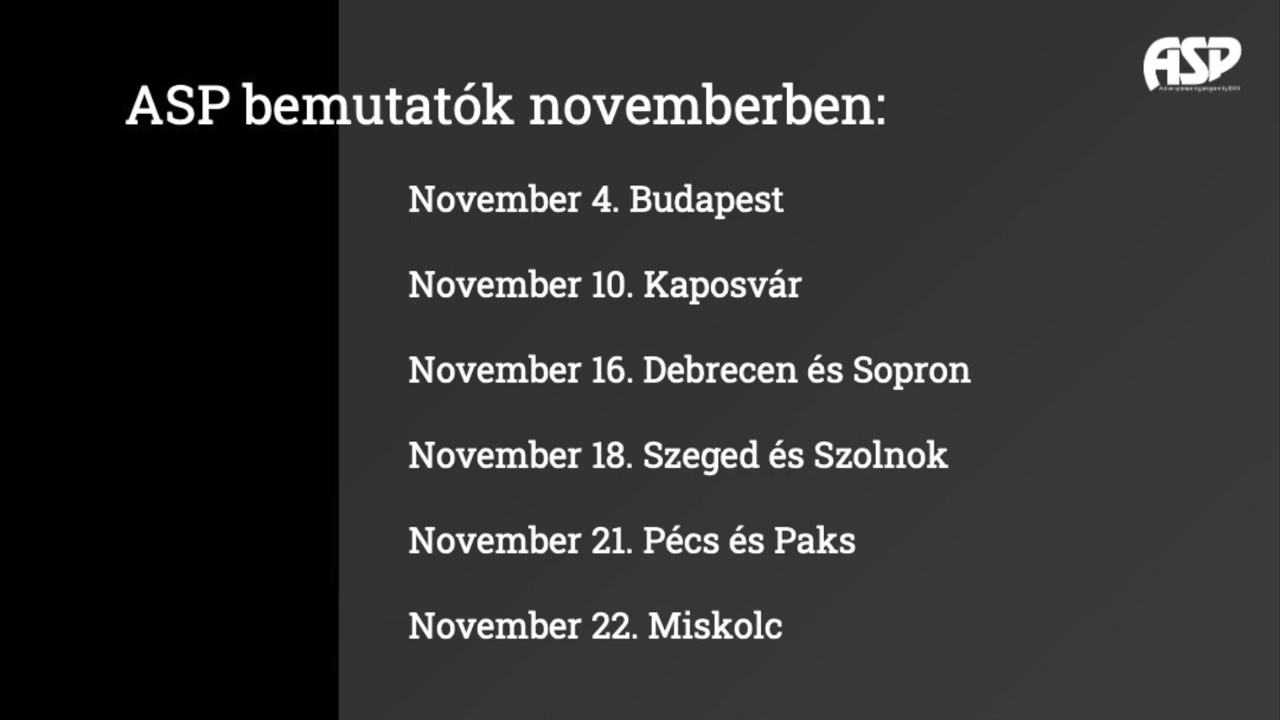 ASP
ASP bemutatók novemberben:
November 4. Budapest
November 10. Kaposvár
November 16. Debrecen és Sopron
November 18. Szeged és Szolnok
November 21. Pécs és Paks
November 22. Miskolc